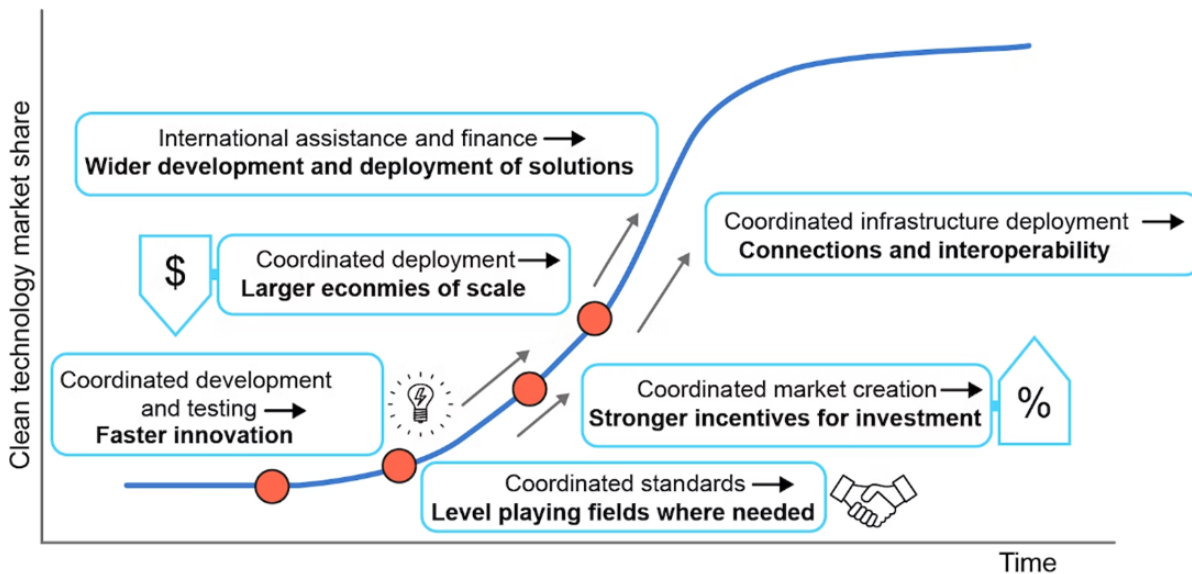 Clean technology market share
International assistance and finance →
Wider development and deployment of solutions
Coordinated infrastructure deployment →
Connections and interoperability
$
Coordinated deployment →
Larger econmies of scale
Coordinated development
and testing →
Faster innovation
Coordinated market creation →
Stronger incentives for investment
%
Coordinated standards →
Level playing fields where needed
Time